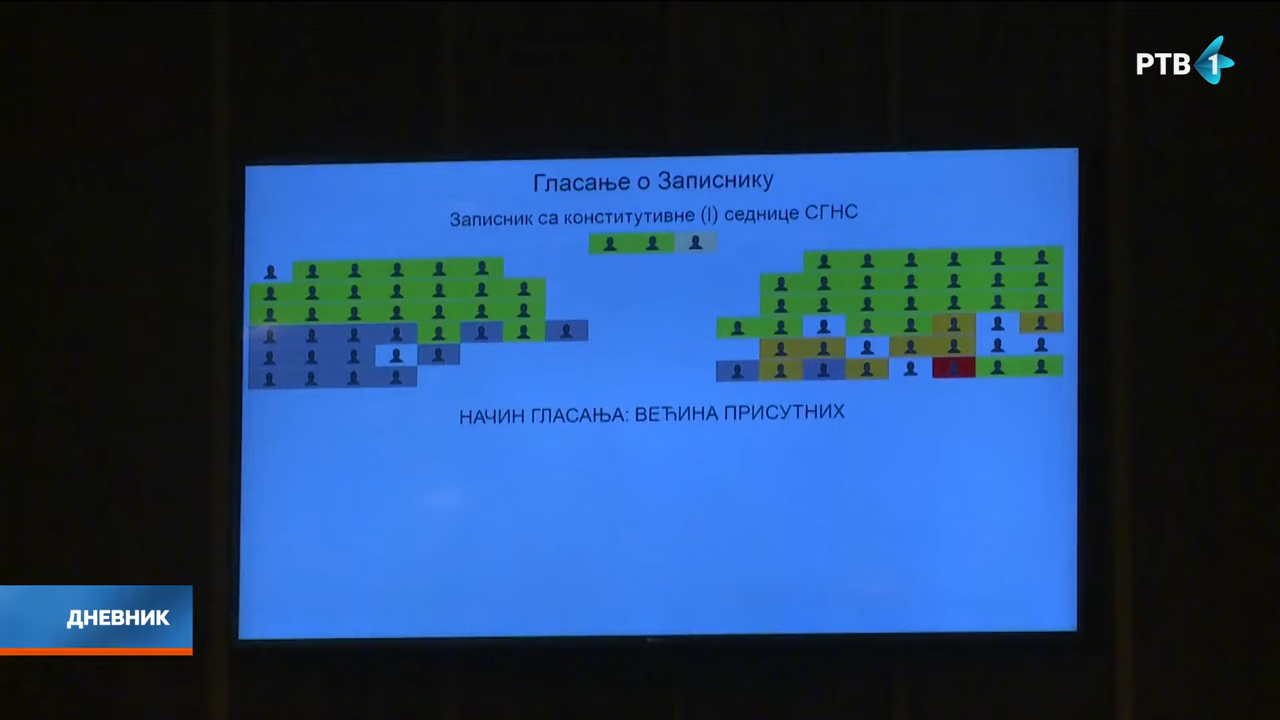 РТВ 1
Гласање о Записнику
Записник са конститутивне (I) седнице СГНС
НАЧИН ГЛАСАЊА: ВЕЋИНА ПРИСУТНИХ
ДНЕВНИК